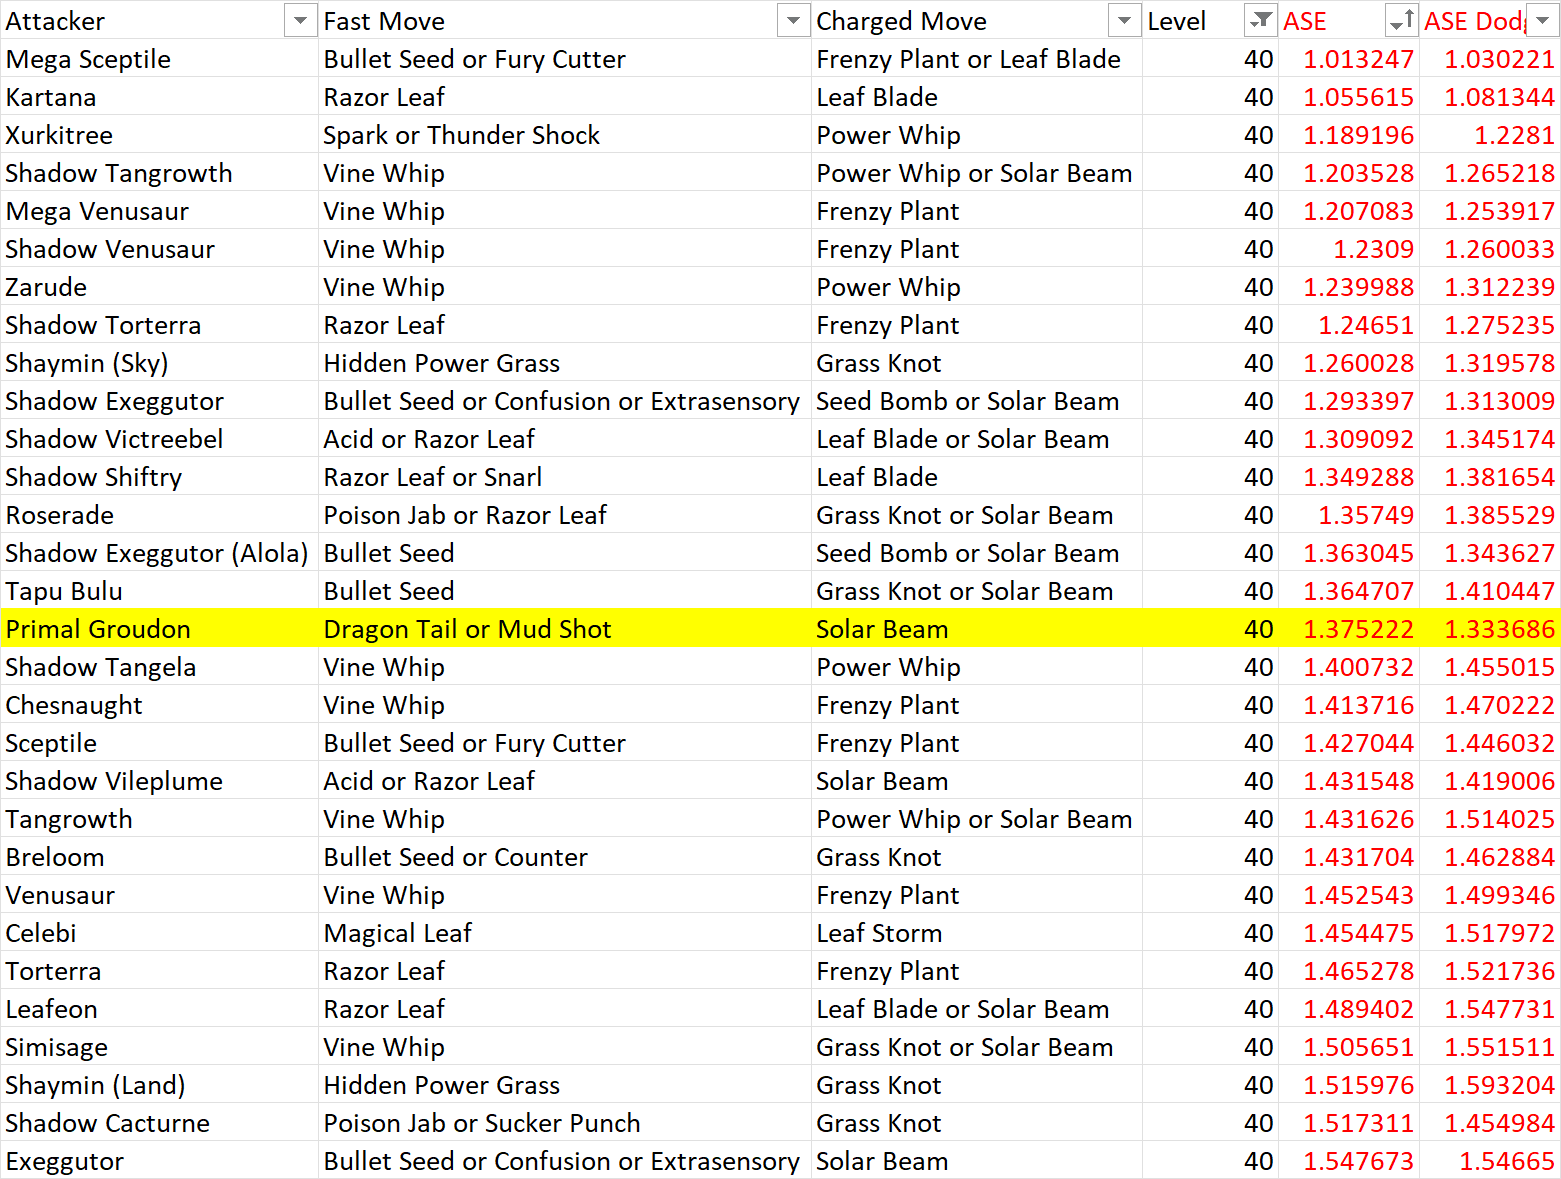 Attacker Fast Move Charged Move Level ASE ASE Dodg
Mega Sceptile Bullet Seed or Fury Cutter Frenzy Plant or Leaf Blade 40 1.013247 1.030221
Kartana Razor Leaf Leaf Blade 40 1.055615 1.081344
Xurkitree Spark or Thunder Shock Power Whip 40 1.189196 1.2281
Shadow Tangrowth Vine Whip Power Whip or Solar Beam 40 1.203528 1.265218
Mega Venusaur Vine Whip Frenzy Plant 40 1.207083 1.253917
Shadow Venusaur Vine Whip Frenzy Plant 40 1.2309 1.260033
Zarude Vine Whip Power Whip 40 1.239988 1.312239
Shadow Torterra Razor Leaf Frenzy Plant 40 1.24651 1.275235
Shaymin (Sky) Hidden Power Grass Grass Knot 40 1.260028 1.319578
Shadow Exeggutor Bullet Seed or Confusion or Extrasensory Seed Bomb or Solar Beam 40 1.293397 1.313009
Shadow Victreebel Acid or Razor Leaf Leaf Blade or Solar Beam 40 1.309092 1.345174
Shadow Shiftry Razor Leaf or Snarl Leaf Blade 40 1.349288 1.381654
Roserade Poison Jab or Razor Leaf Grass Knot or Solar Beam 40 1.35749 1.385529
Shadow Exeggutor (Alola) Bullet Seed Seed Bomb or Solar Beam 40 1.363045 1.343627
Tapu Bulu Bullet Seed Grass Knot or Solar Beam 40 1.364707 1.410447
Primal Groudon Dragon Tail or Mud Shot Solar Beam 40 1.375222 1.333686
Shadow Tangela Vine Whip Power Whip 40 1.400732 1.455015
Chesnaught Vine Whip Frenzy Plant 40 1.413716 1.470222
Sceptile Bullet Seed or Fury Cutter Frenzy Plant 40 1.427044 1.446032
Shadow Vileplume Acid or Razor Leaf Solar Beam 40 1.431548 1.419006
Tangrowth Vine Whip Power Whip or Solar Beam 40 1.431626 1.514025
Breloom Bullet Seed or Counter Grass Knot 40 1.431704 1.462884
Venusaur Vine Whip Frenzy Plant 40 1.452543 1.499346
Celebi Magical Leaf Leaf Storm 40 1.454475 1.517972
Torterra Razor Leaf Frenzy Plant 40 1.465278 1.521736
Leafeon Razor Leaf Leaf Blade or Solar Beam 40 1.489402 1.547731
Simisage Vine Whip Grass Knot or Solar Beam 40 1.505651 1.551511
Shaymin (Land) Hidden Power Grass Grass Knot 40 1.515976 1.593204
Shadow Cacturne Poison Jab or Sucker Punch Grass Knot 40 1.517311 1.454984
Exeggutor Bullet Seed or Confusion or Extrasensory Solar Beam 40 1.547673 1.54665